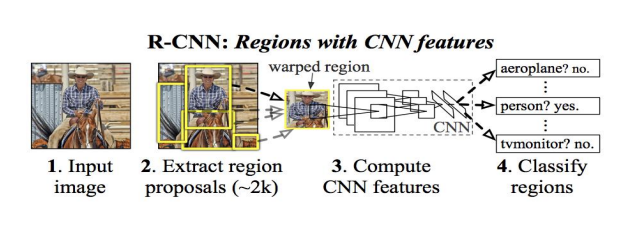 R-CNN: Regions with CNN features
warped region
aeroplane? no.
person? yes.
tvmonitor? no.
CNN
1. Input
image
2. Extract region
proposals (~2k)
3. Compute
CNN features
4. Classify
regions